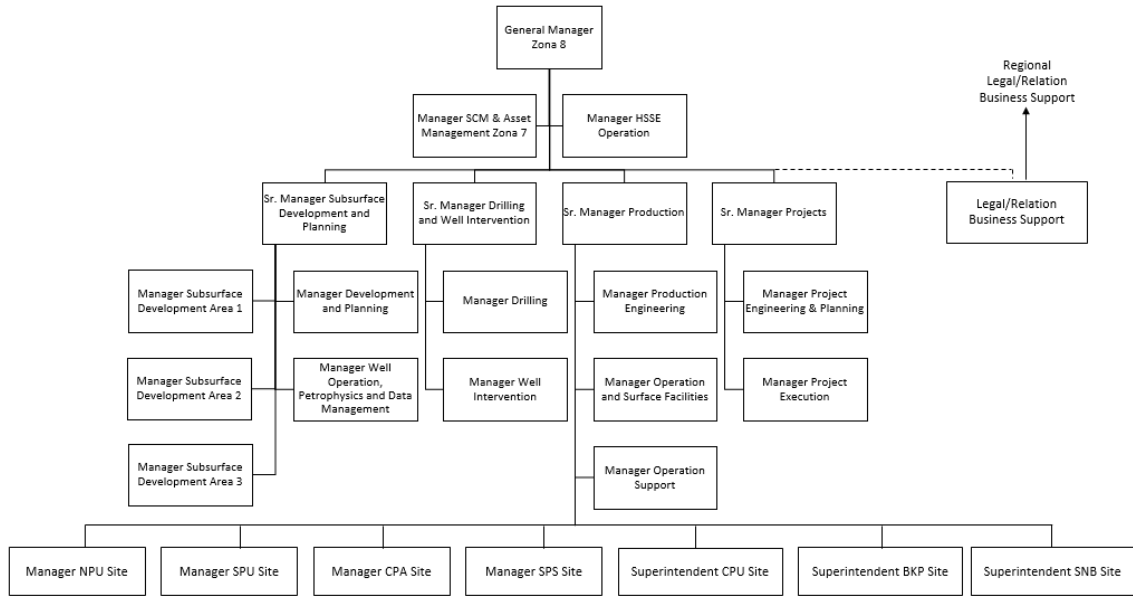 General Manager
Zona 8
Regional
Legal/Relation
Business Support
Manager SCM & Asset
Management Zona 7
Manager HSSE
Operation
Sr. Manager Subsurface
Development and
Planning
Sr. Manager Drilling
and Well Intervention
Sr. Manager Production
Sr. Manager Projects
Legal/Relation
Business Support
Manager Subsurface
Development Area 1
Manager Development
and Planning
Manager Drilling
Manager Production
Engineering
Manager Project
Engineering & Planning
Manager Subsurface
Development Area 2
Manager Well
Operation,
Petrophysics and Data
Management
Manager Well
Intervention
Manager Operation
and Surface Facilities
Manager Project
Execution
Manager Subsurface
Development Area 3
Manager Operation
Support
Manager NPU Site
Manager SPU Site
Manager CPA Site
Manager SPS Site
Superintendent CPU Site
Superintendent BKP Site
Superintendent SNB Site